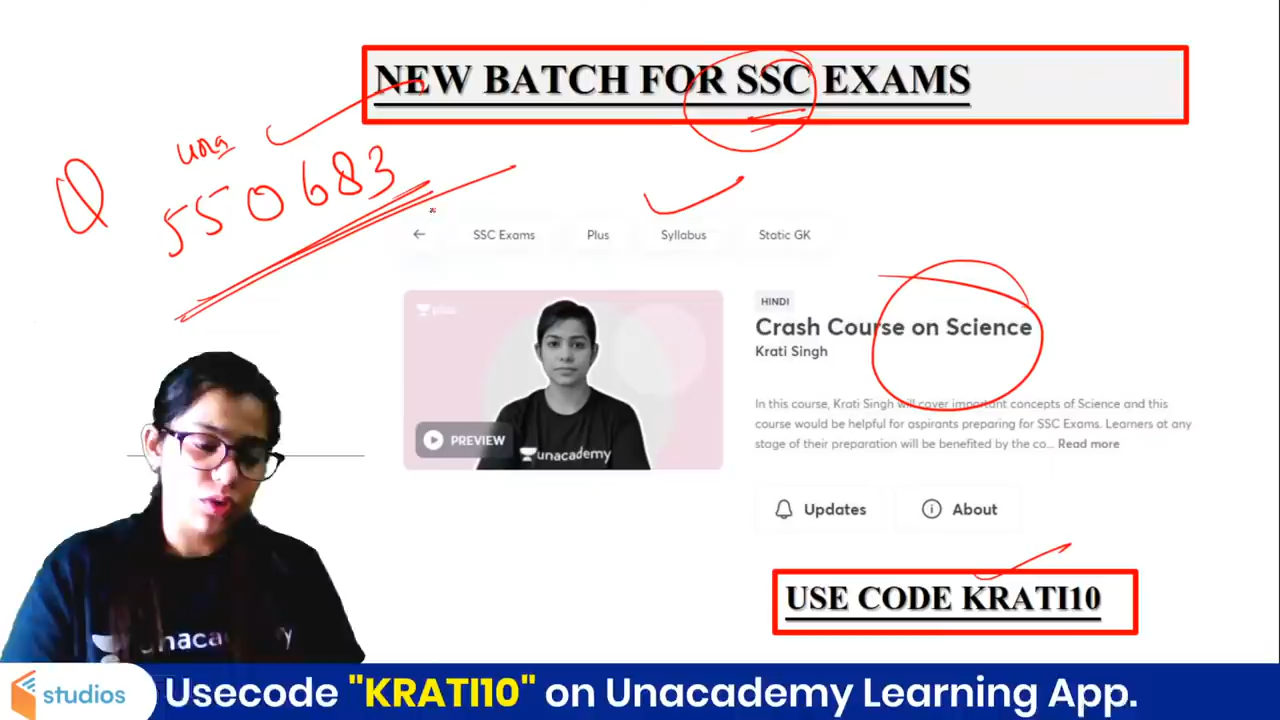 NEW BATCH FOR SSC EXAMS
una
550683
SSC Exams Plus Syllabus Static GK
plus
HINDI
Crash Course on Science
Krati Singh
In this course, Krati Singh will cover important concepts of Science and this
course would be helpful for aspirants preparing for SSC Exams. Learners at any
stage of their preparation will be benefited by the co... Read more
PREVIEW
unacademy
Updates
About
USE CODE KRATI10
unacademy
studios
Usecode "KRATI10" on Unacademy Learning App.